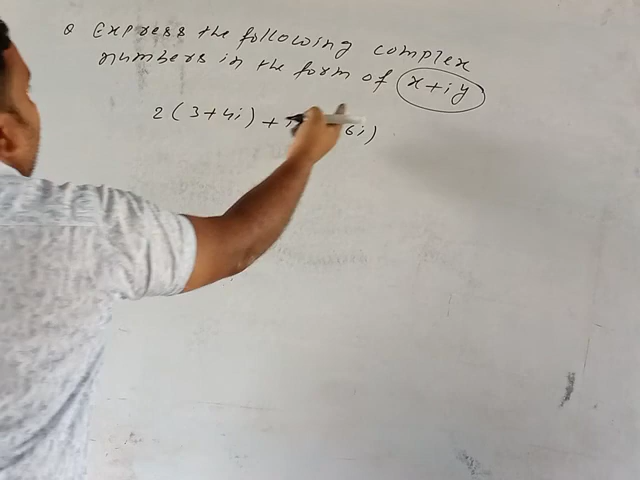 Q Express the following complex
numbers in the form of x+iy
2(3+4i)+ 6i)